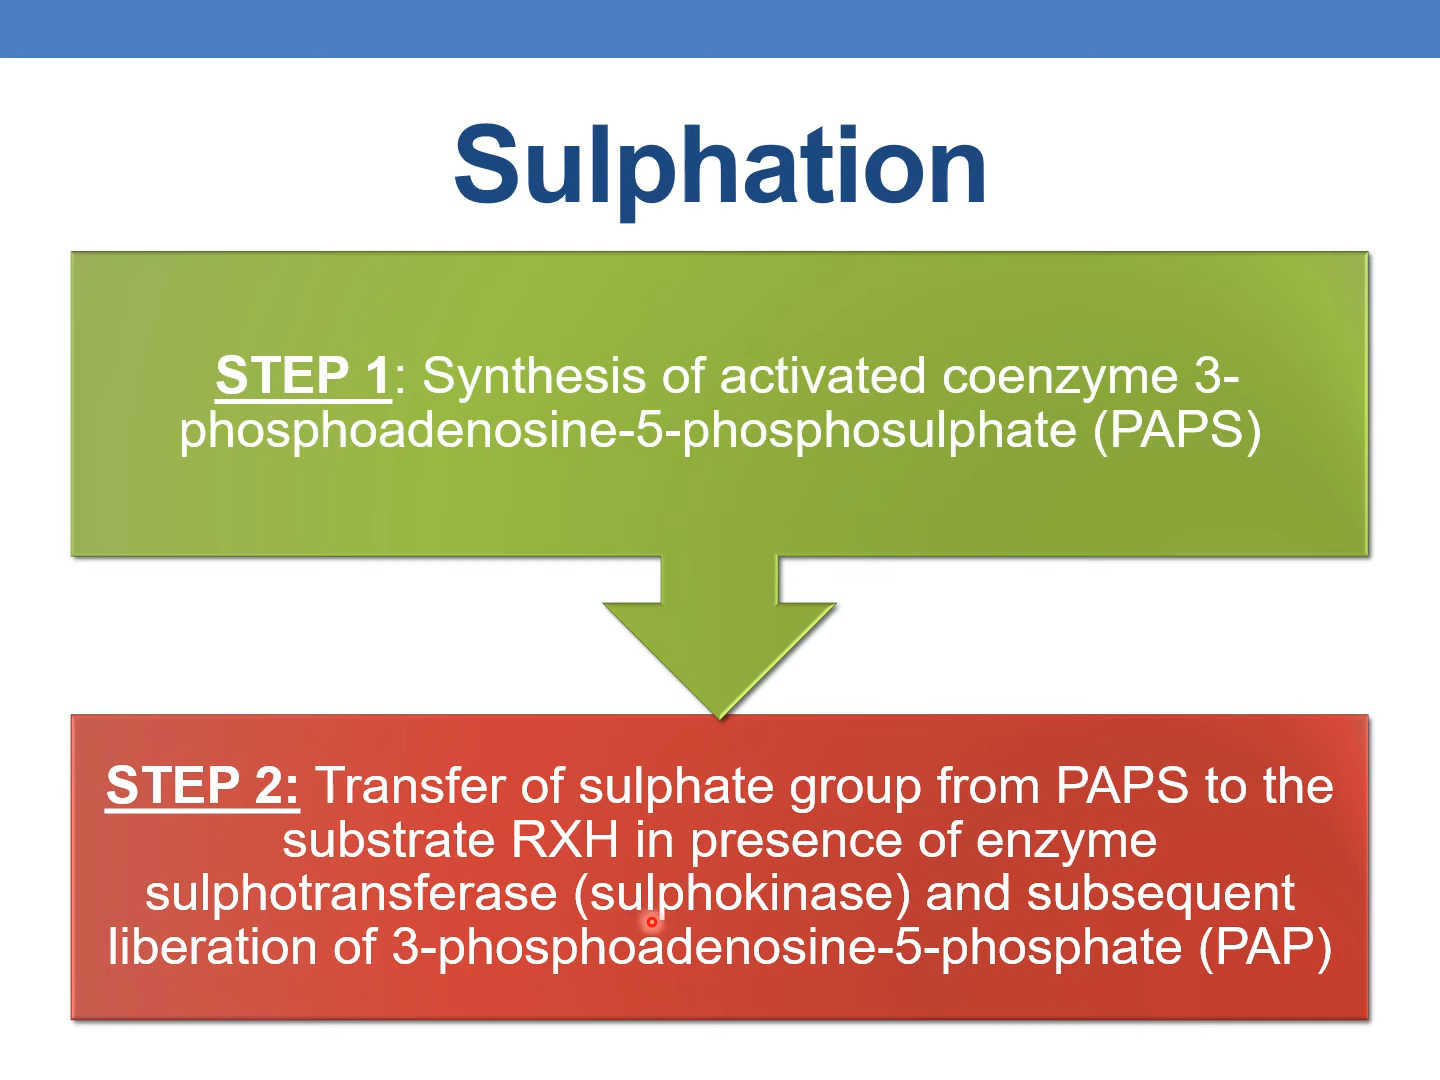 Sulphation
STEP 1: Synthesis of activated coenzyme 3-
phosphoadenosine-5-phosphosulphate (PAPS)
STEP 2: Transfer of sulphate group from PAPS to the
substrate RXH in presence of enzyme
sulphotransferase (sulphokinase) and subsequent
liberation of 3-phosphoadenosine-5-phosphate (PAP)